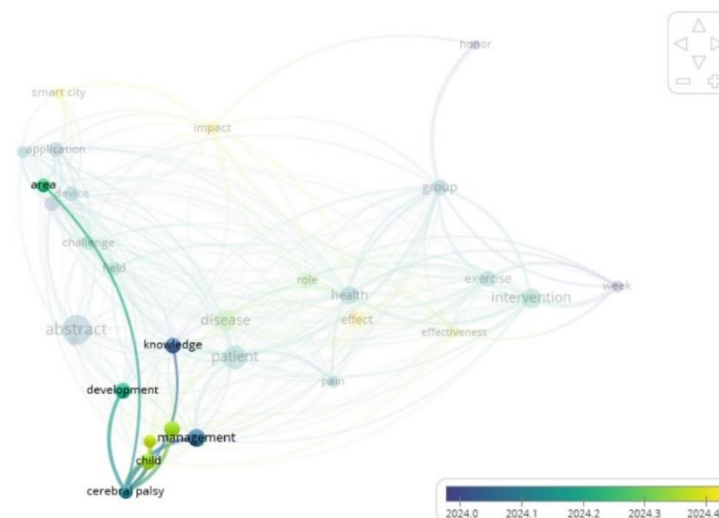 honor
smart city
impact
application
area
device
group
challenge
field
role
health
exercise
intervention
week
abstract
disease
effect
effectiveness
knowledge
patient
pain
development
management
child
cerebral palsy
2024.0 2024.1 2024.2 2024.3 2024.4